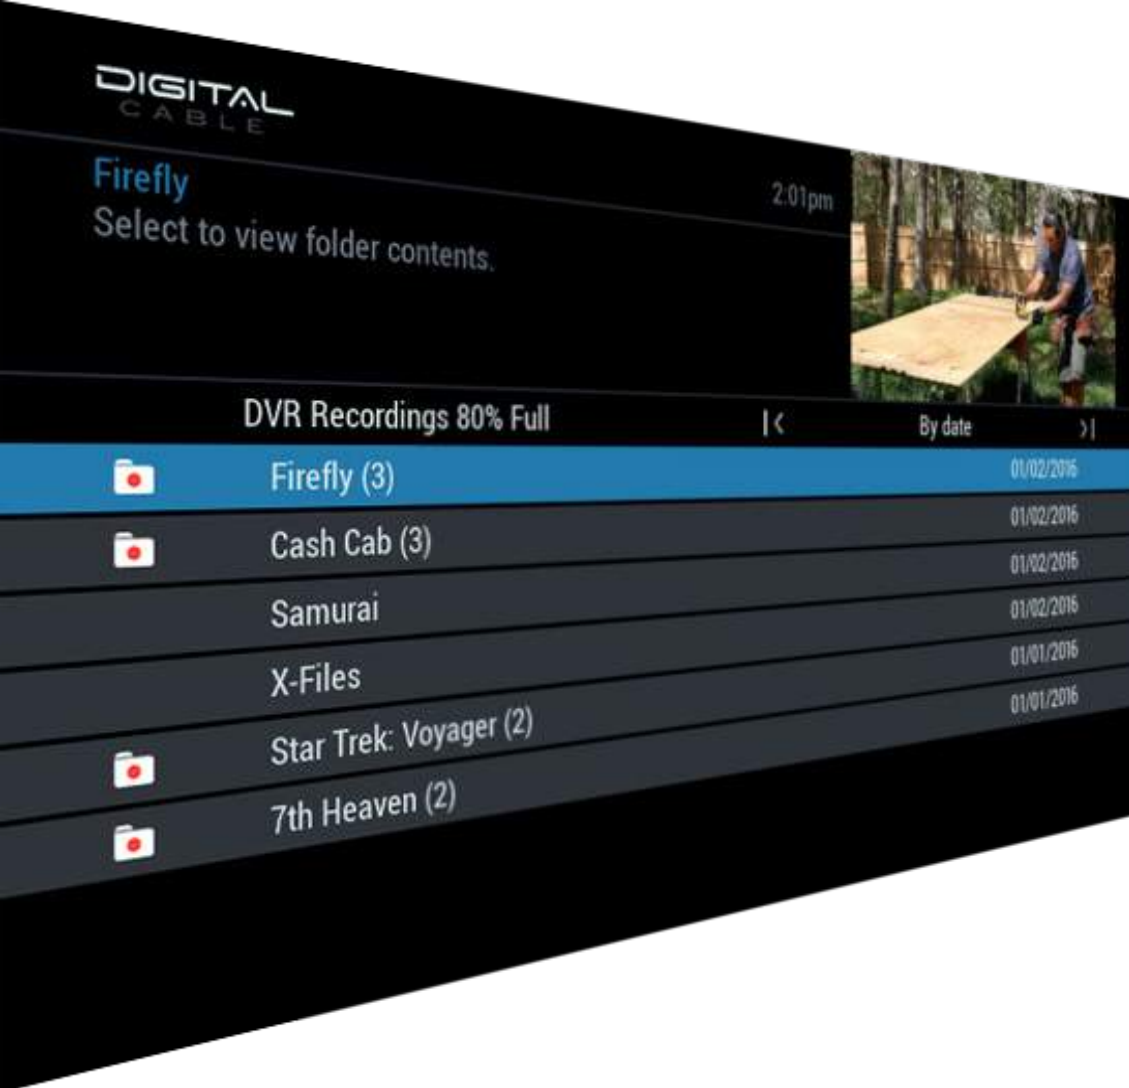 DIGITAL
CABLE
Firefly
2:01pm
Select to view folder contents.
DVR Recordings 80% Full |< By date >|
Firefly (3) 01/02/2016
Cash Cab (3) 01/02/2016
Samurai 01/02/2016
X-Files 01/02/2016
Star Trek: Voyager (2) 01/01/2016
7th Heaven (2) 01/01/2016